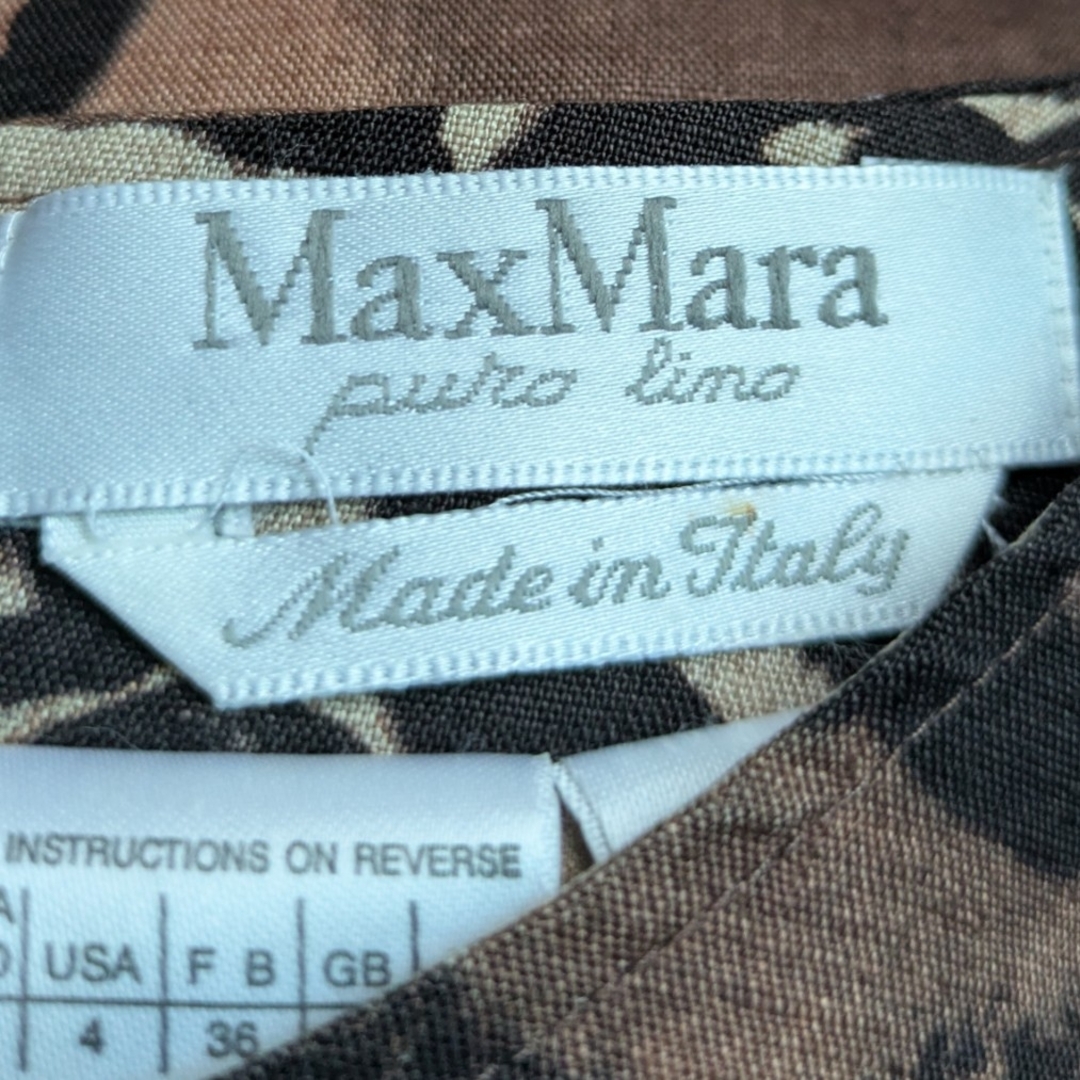 MaxMara
puro lino
Made in Italy
INSTRUCTIONS ON REVERSE
USA F B GB
4 36